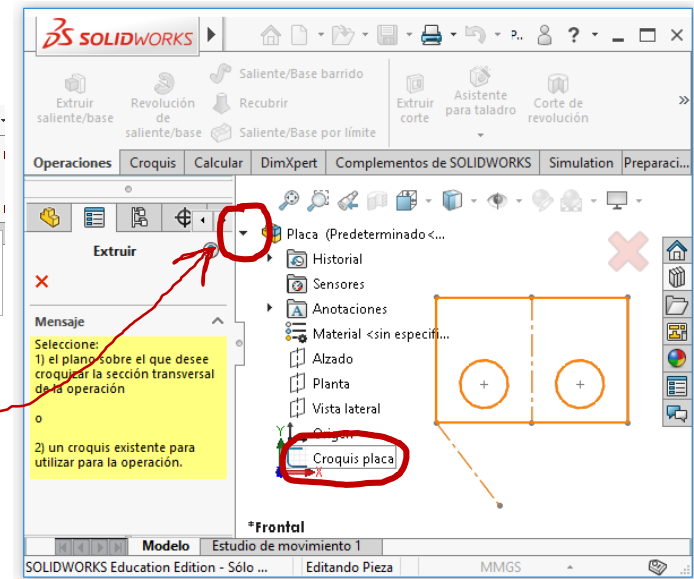 SOLIDWORKS
P..
?
Extruir
saliente/base
Revolución
de
saliente/base
Saliente/Base barrido
Recubrir
Saliente/Base por límite
Extruir
corte
Asistente
para taladro
Corte de
revolución
»
Operaciones
Croquis
Calcular
DimXpert
Complementos de SOLIDWORKS
Simulation
Preparaci...
Extruir
Mensaje
Seleccione:
1) el plano sobre el que desee
croquizar la sección transversal
de la operación
o
2) un croquis existente para
utilizar para la operación.
Placa (Predeterminado<...
Historial
Sensores
Anotaciones
Material <sin especifi...
Alzado
Planta
Vista lateral
Origen
Croquis placa
Y
X
*Frontal
Modelo
Estudio de movimiento 1
SOLIDWORKS Education Edition - Sólo ...
Editando Pieza
MMGS